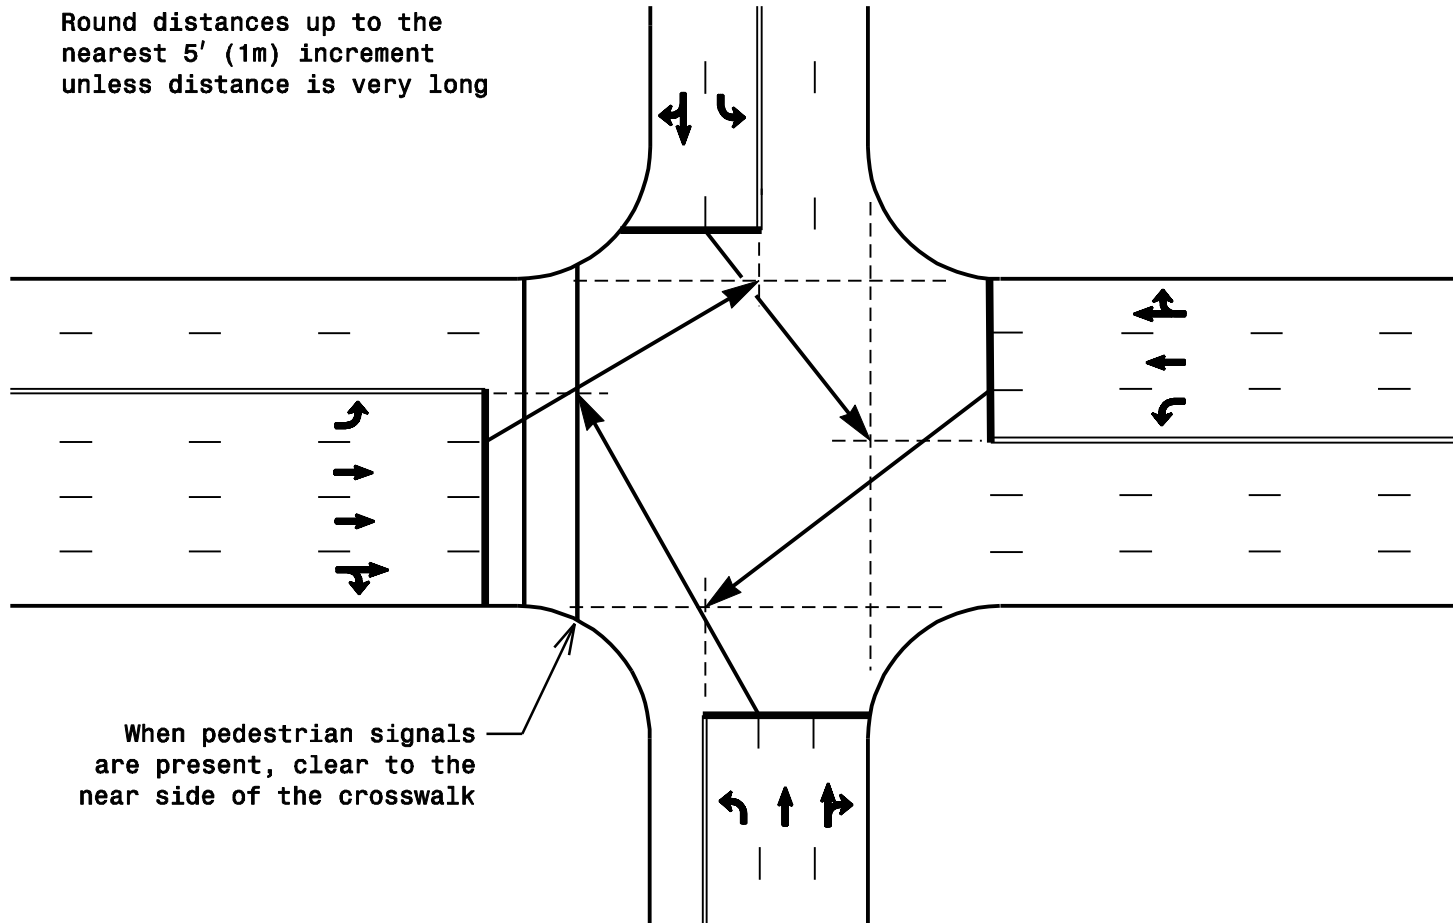 Round distances up to the
nearest 5' (1m) increment
unless distance is very long
When pedestrian signals
are present, clear to the
near side of the crosswalk